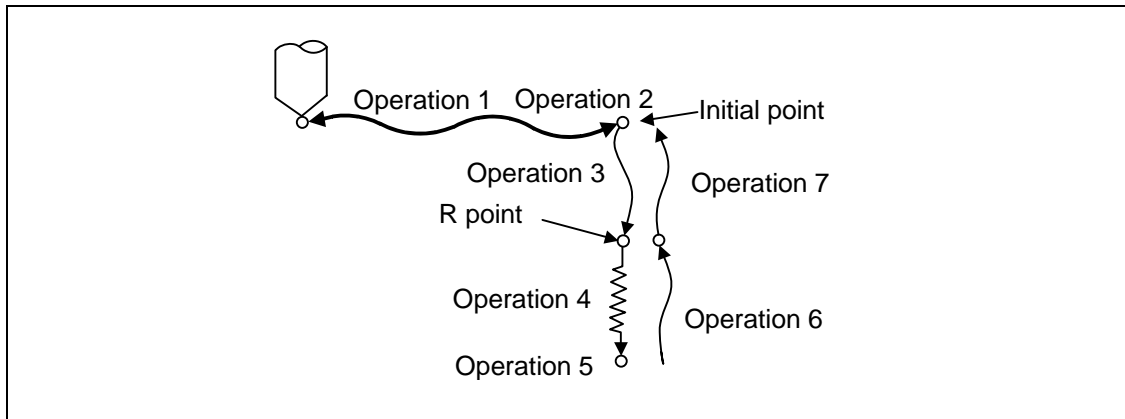 Operation 1
Operation 2
Initial point
Operation 3
Operation 7
R point
Operation 4
Operation 6
Operation 5